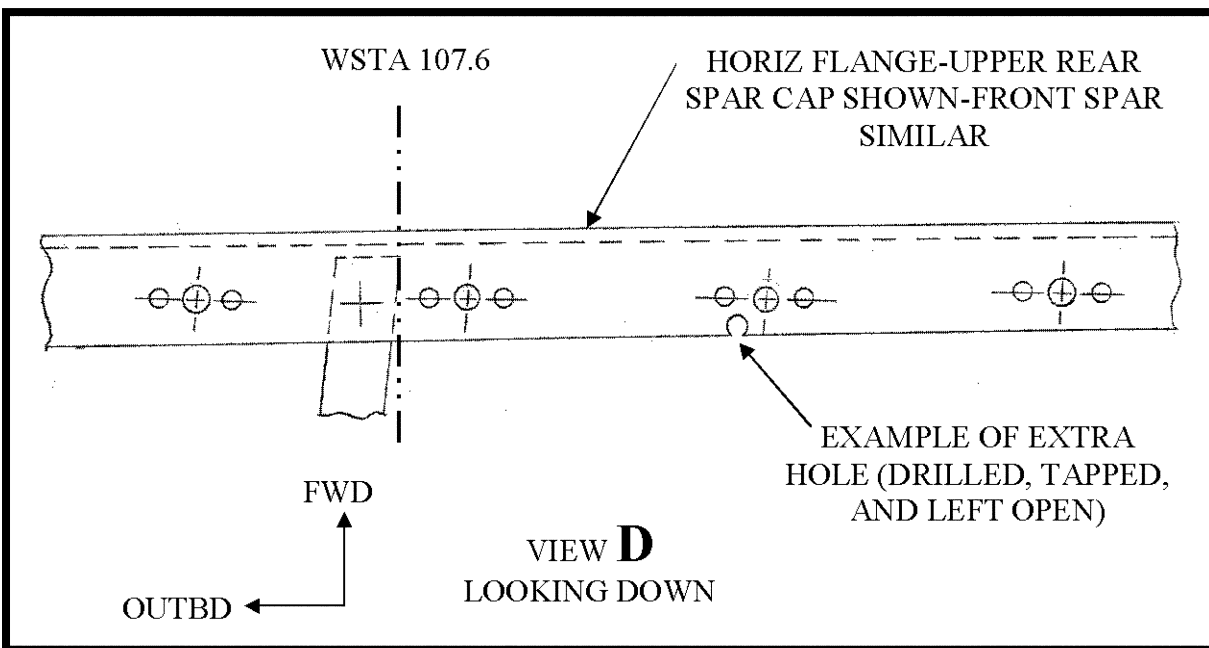 WSTA 107.6
HORIZ FLANGE-UPPER REAR
SPAR CAP SHOWN-FRONT SPAR
SIMILAR
EXAMPLE OF EXTRA
HOLE (DRILLED, TAPPED,
AND LEFT OPEN)
FWD
OUTBD
VIEW D
LOOKING DOWN